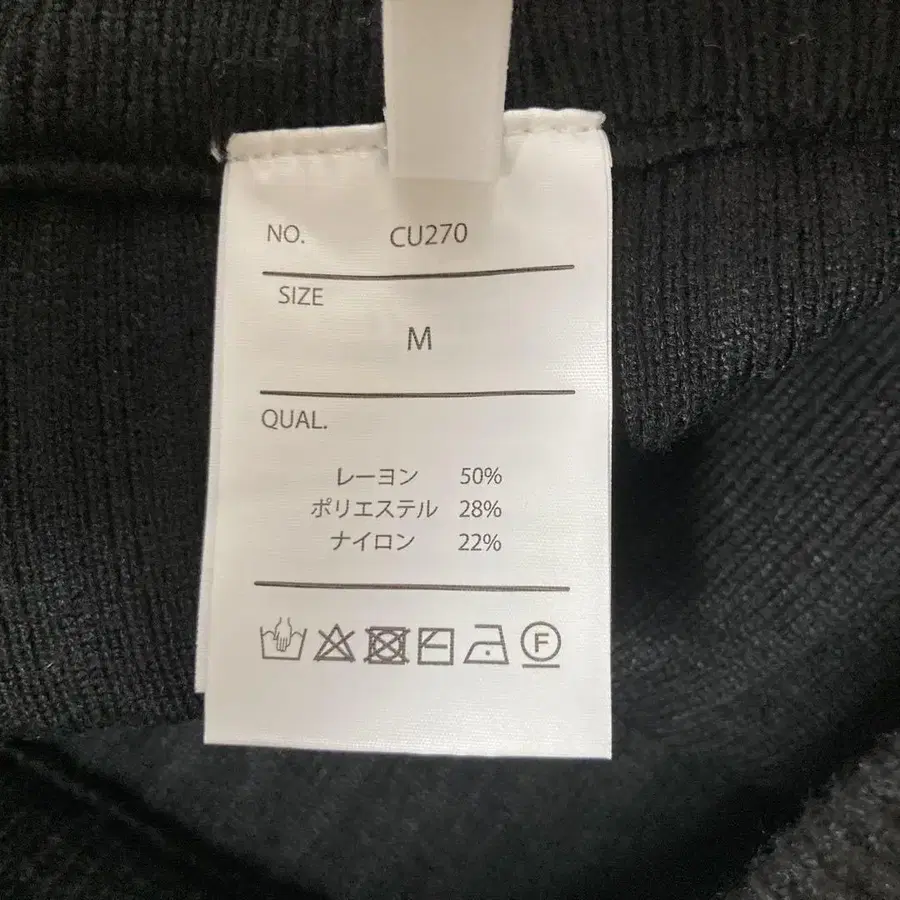 NO. CU270
SIZE
M
QUAL.
レーヨン 50%
ポリエステル 28%
ナイロン 22%
F